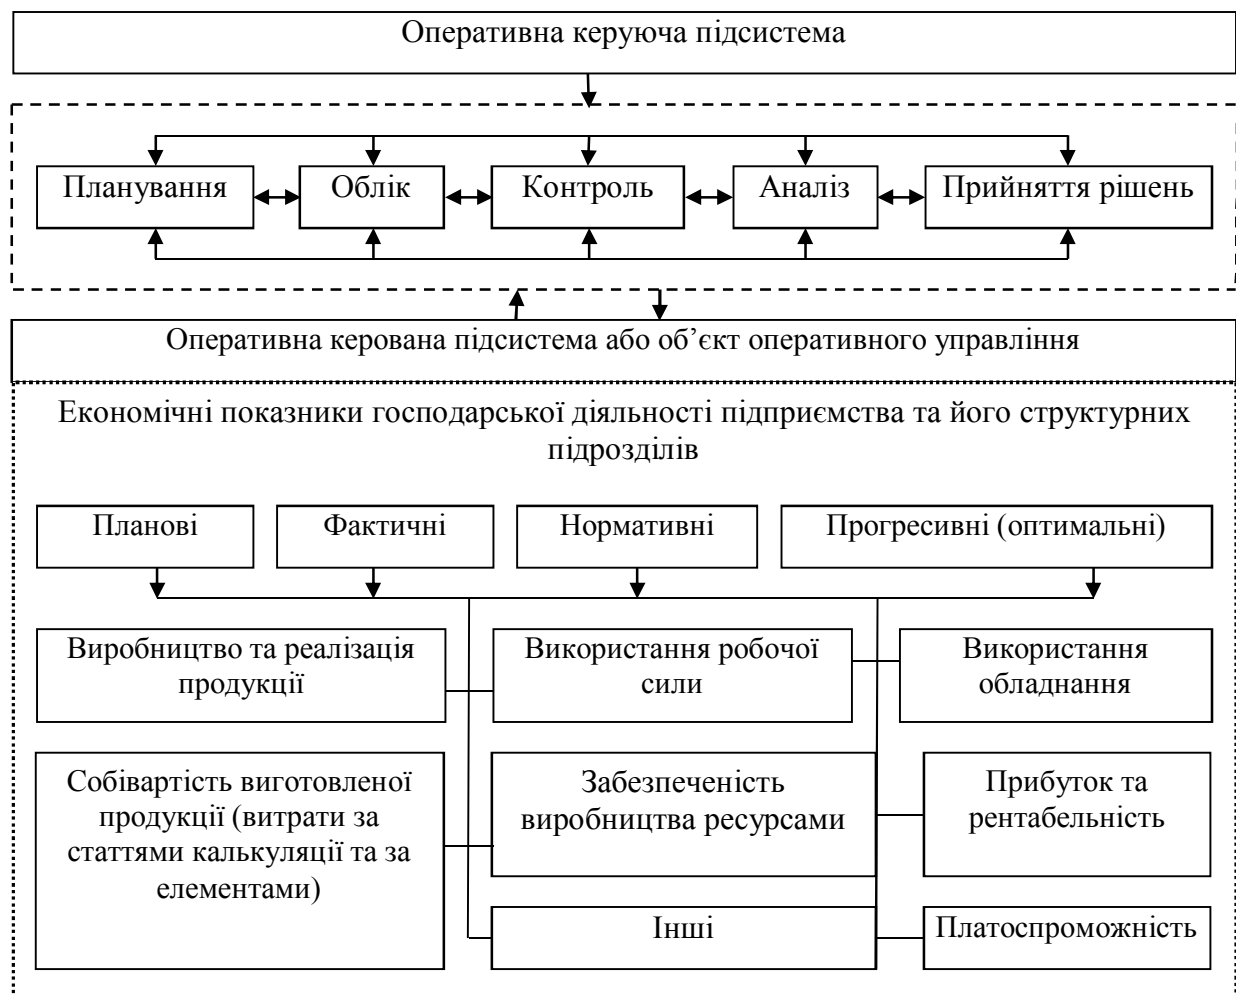 Оперативна керуюча підсистема
Планування
Облік
Контроль
Аналіз
Прийняття рішень
Оперативна керована підсистема або об’єкт оперативного управління
Економічні показники господарської діяльності підприємства та його структурних
підрозділів
Планові
Фактичні
Нормативні
Прогресивні (оптимальні)
Виробництво та реалізація
продукції
Використання робочої
сили
Використання
обладнання
Собівартість виготовленої
продукції (витрати за
статтями калькуляції та за
елементами)
Забезпеченість
виробництва ресурсами
Прибуток та
рентабельність
Інші
Платоспроможність